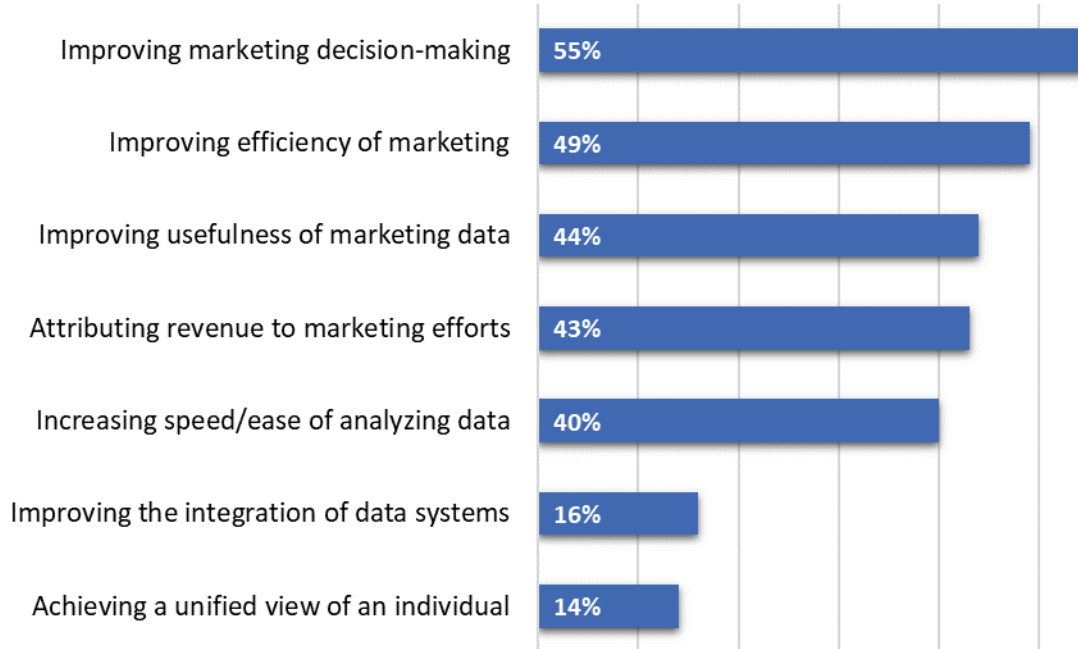 Improving marketing decision-making 55%
Improving efficiency of marketing 49%
Improving usefulness of marketing data 44%
Attributing revenue to marketing efforts 43%
Increasing speed/ease of analyzing data 40%
Improving the integration of data systems 16%
Achieving a unified view of an individual 14%